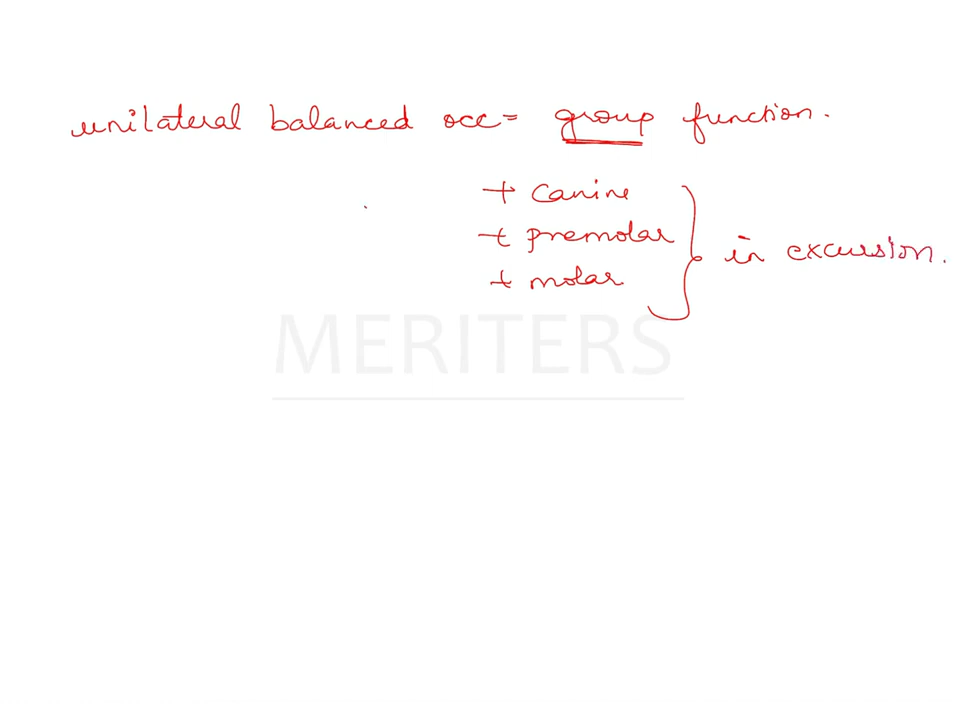 unilateral balanced occ= group function.
+ canine
+ premolar
+ molar
in excursion.
MERITERS